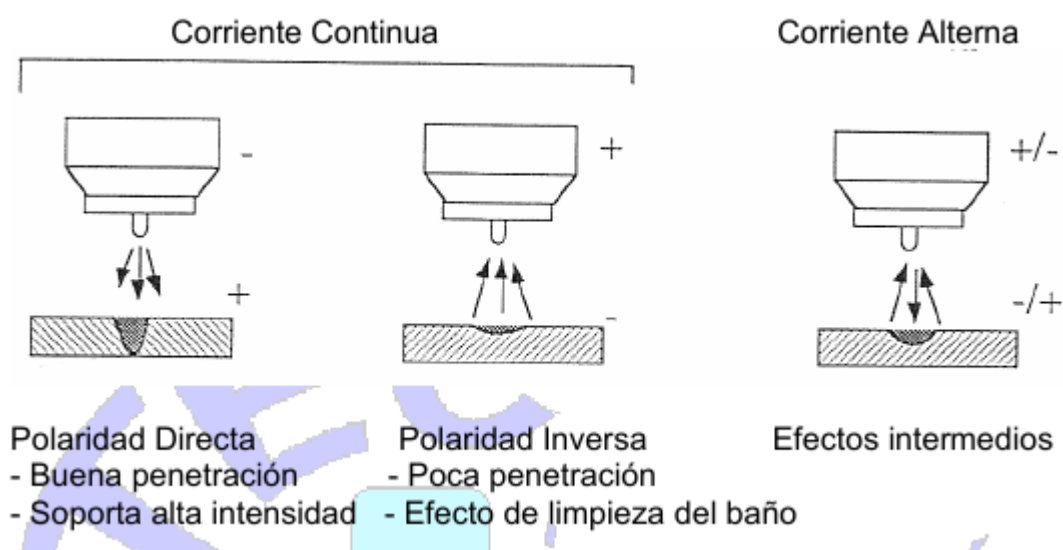 Corriente Continua Corriente Alterna
- + +/-
+ - -/+
Polaridad Directa Polaridad Inversa Efectos intermedios
- Buena penetración - Poca penetración
- Soporta alta intensidad - Efecto de limpieza del baño